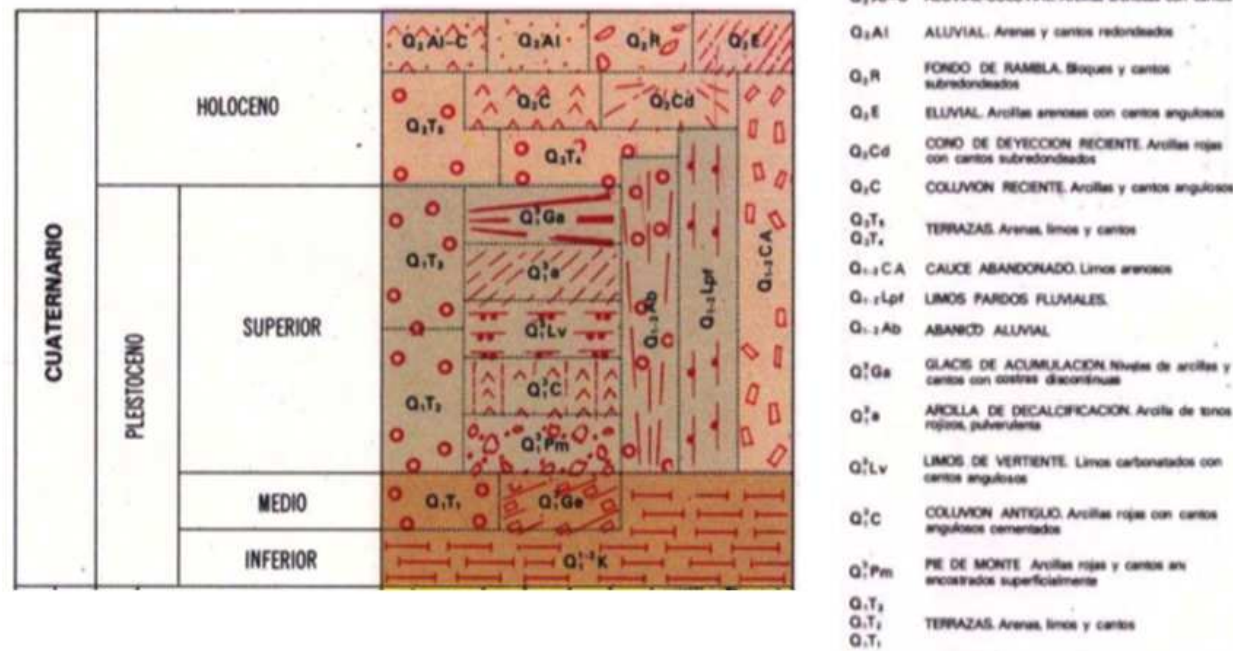 CUATERNARIO
HOLOCENO
PLEISTOCENO
SUPERIOR
MEDIO
INFERIOR
Q₂Al-C
Q₂Al
Q₂R
Q₂E
Q₂T₅
Q₂C
Q₂Cd
Q₂T₄
Q₁T₃
Q₁³Ga
Q₁³a
Q₁³Lv
Q₁T₂
Q₁³C
Q₁³Pm
Q₁₋₂Ab
Q₁₋₂Lpf
Q₁₋₂CA
Q₁T₁
Q₁²Ga
Q₁¹⁻²K
Q₂Al ALUVIAL. Arenas y cantos redondeados
Q₂R FONDO DE RAMBLA. Bloques y cantos
subredondeados
Q₂E ELUVIAL. Arcillas arenosas con cantos angulosos
Q₂Cd CONO DE DEYECCION RECIENTE. Arcillas rojas
con cantos subredondeados
Q₂C COLUVION RECIENTE. Arcillas y cantos angulosos
Q₂T₅
Q₂T₄
TERRAZAS. Arenas, limos y cantos
Q₁₋₂CA CAUCE ABANDONADO. Limos arenosos
Q₁₋₂Lpf LIMOS PARDOS FLUVIALES.
Q₁₋₂Ab ABANICO ALUVIAL
Q₁³Ga GLACIS DE ACUMULACION. Niveles de arcillas y
cantos con costras discontinuas
Q₁³a ARCILLA DE DECALCIFICACION. Arcilla de tonos
rojizos, pulverulenta
Q₁³Lv LIMOS DE VERTIENTE. Limos carbonatados con
cantos angulosos
Q₁³C COLUVION ANTIGUO. Arcillas rojas con cantos
angulosos cementados
Q₁³Pm PIE DE MONTE Arcillas rojas y cantos
encostrados superficialmente
Q₁T₃
Q₁T₂
Q₁T₁
TERRAZAS. Arenas, limos y cantos